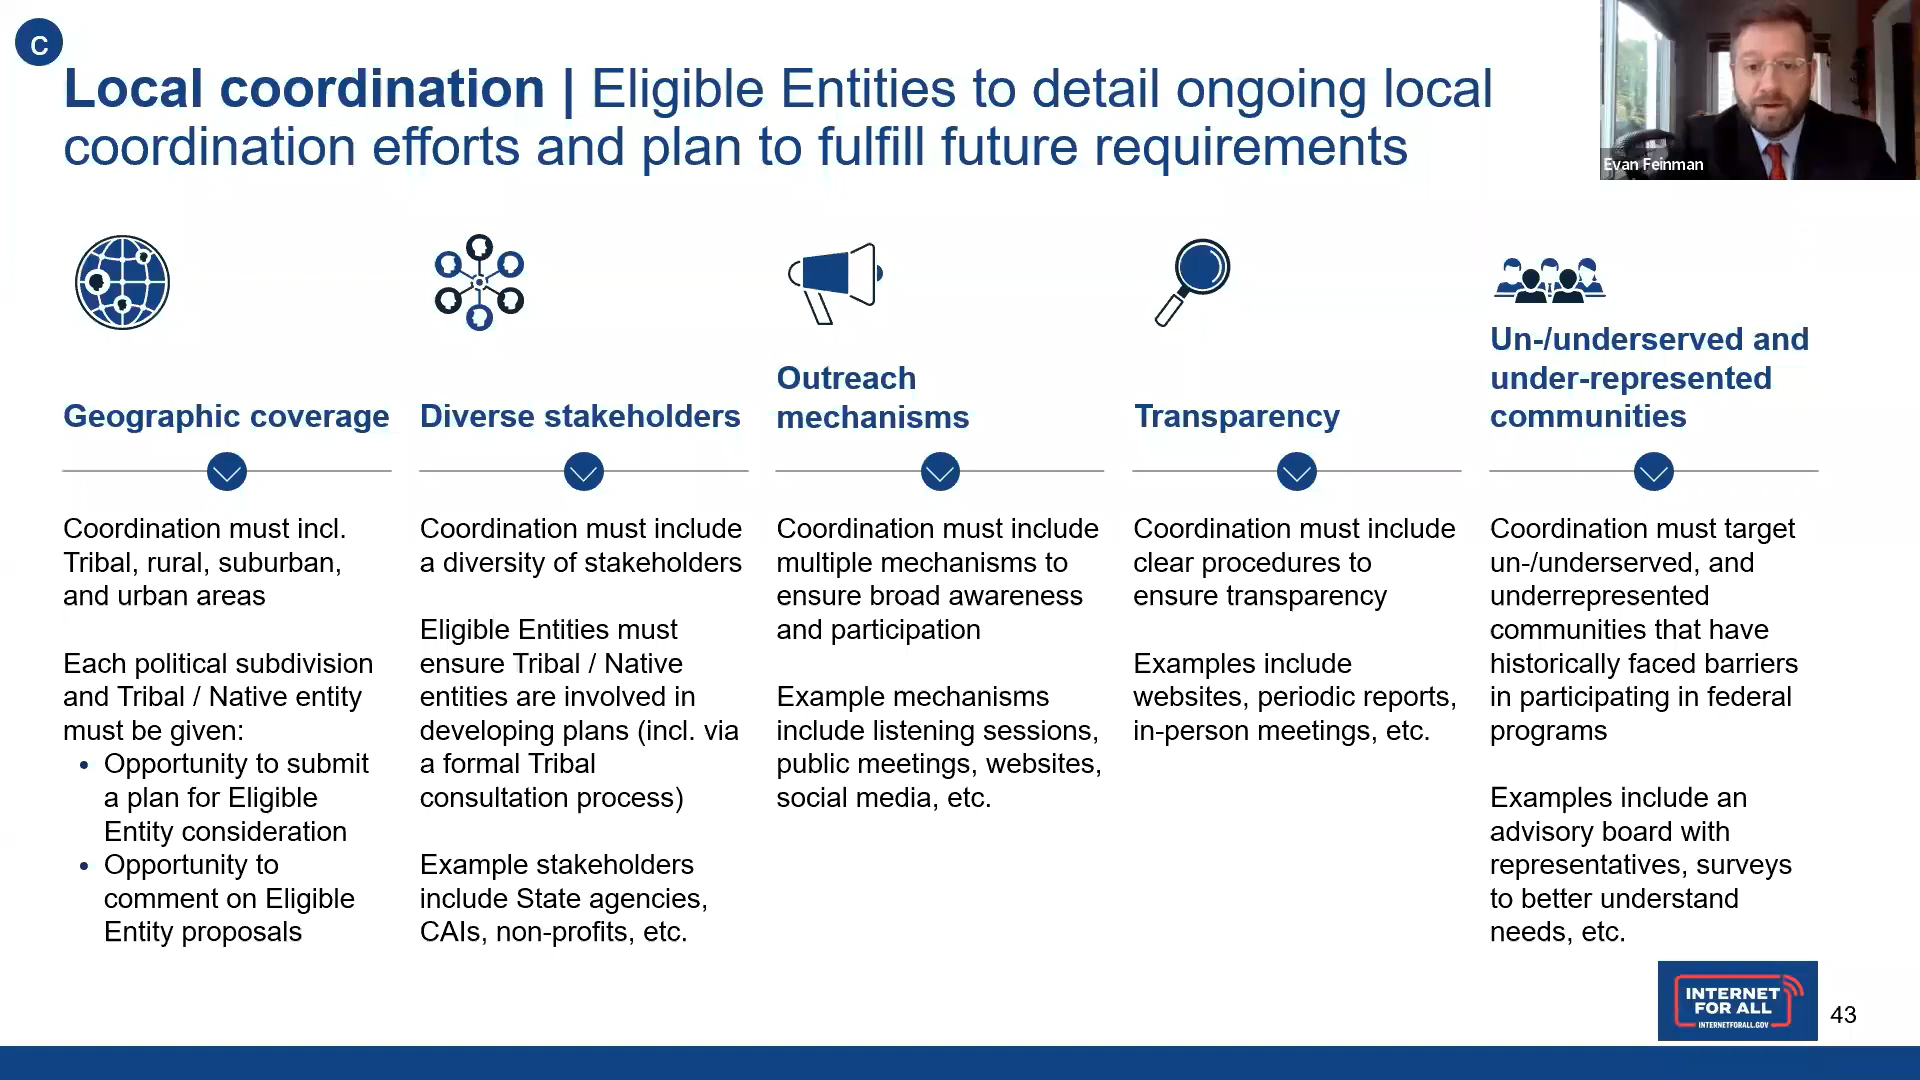 C
Local coordination | Eligible Entities to detail ongoing local
coordination efforts and plan to fulfill future requirements
Evan Feinman
Geographic coverage
Coordination must incl.
Tribal, rural, suburban,
and urban areas
Each political subdivision
and Tribal / Native entity
must be given:
• Opportunity to submit
a plan for Eligible
Entity consideration
• Opportunity to
comment on Eligible
Entity proposals
Diverse stakeholders
Coordination must include
a diversity of stakeholders
Eligible Entities must
ensure Tribal / Native
entities are involved in
developing plans (incl. via
a formal Tribal
consultation process)
Example stakeholders
include State agencies,
CAIs, non-profits, etc.
Outreach
mechanisms
Coordination must include
multiple mechanisms to
ensure broad awareness
and participation
Example mechanisms
include listening sessions,
public meetings, websites,
social media, etc.
Transparency
Coordination must include
clear procedures to
ensure transparency
Examples include
websites, periodic reports,
in-person meetings, etc.
Un-/underserved and
under-represented
communities
Coordination must target
un-/underserved, and
underrepresented
communities that have
historically faced barriers
in participating in federal
programs
Examples include an
advisory board with
representatives, surveys
to better understand
needs, etc.
INTERNET
FOR ALL
INTERNETFORALL.GOV
43